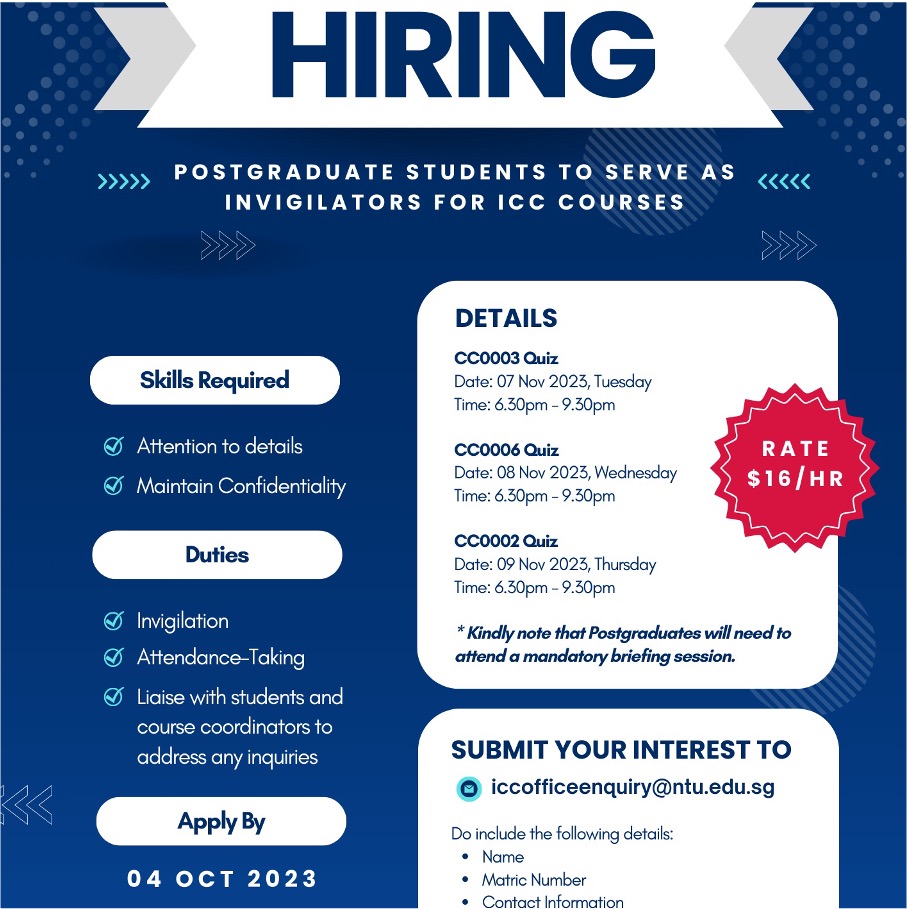 HIRING
POSTGRADUATE STUDENTS TO SERVE AS
INVIGILATORS FOR ICC COURSES
Skills Required
Attention to details
Maintain Confidentiality
Duties
Invigilation
Attendance-Taking
Liaise with students and
course coordinators to
address any inquiries
Apply By
04 OCT 2023
DETAILS
CC0003 Quiz
Date: 07 Nov 2023, Tuesday
Time: 6.30pm - 9.30pm
CC0006 Quiz
Date: 08 Nov 2023, Wednesday
Time: 6.30pm - 9.30pm
CC0002 Quiz
Date: 09 Nov 2023, Thursday
Time: 6.30pm - 9.30pm
* Kindly note that Postgraduates will need to
attend a mandatory briefing session.
RATE
$16/HR
SUBMIT YOUR INTEREST TO
iccofficeenquiry@ntu.edu.sg
Do include the following details:
• Name
• Matric Number
• Contact Information